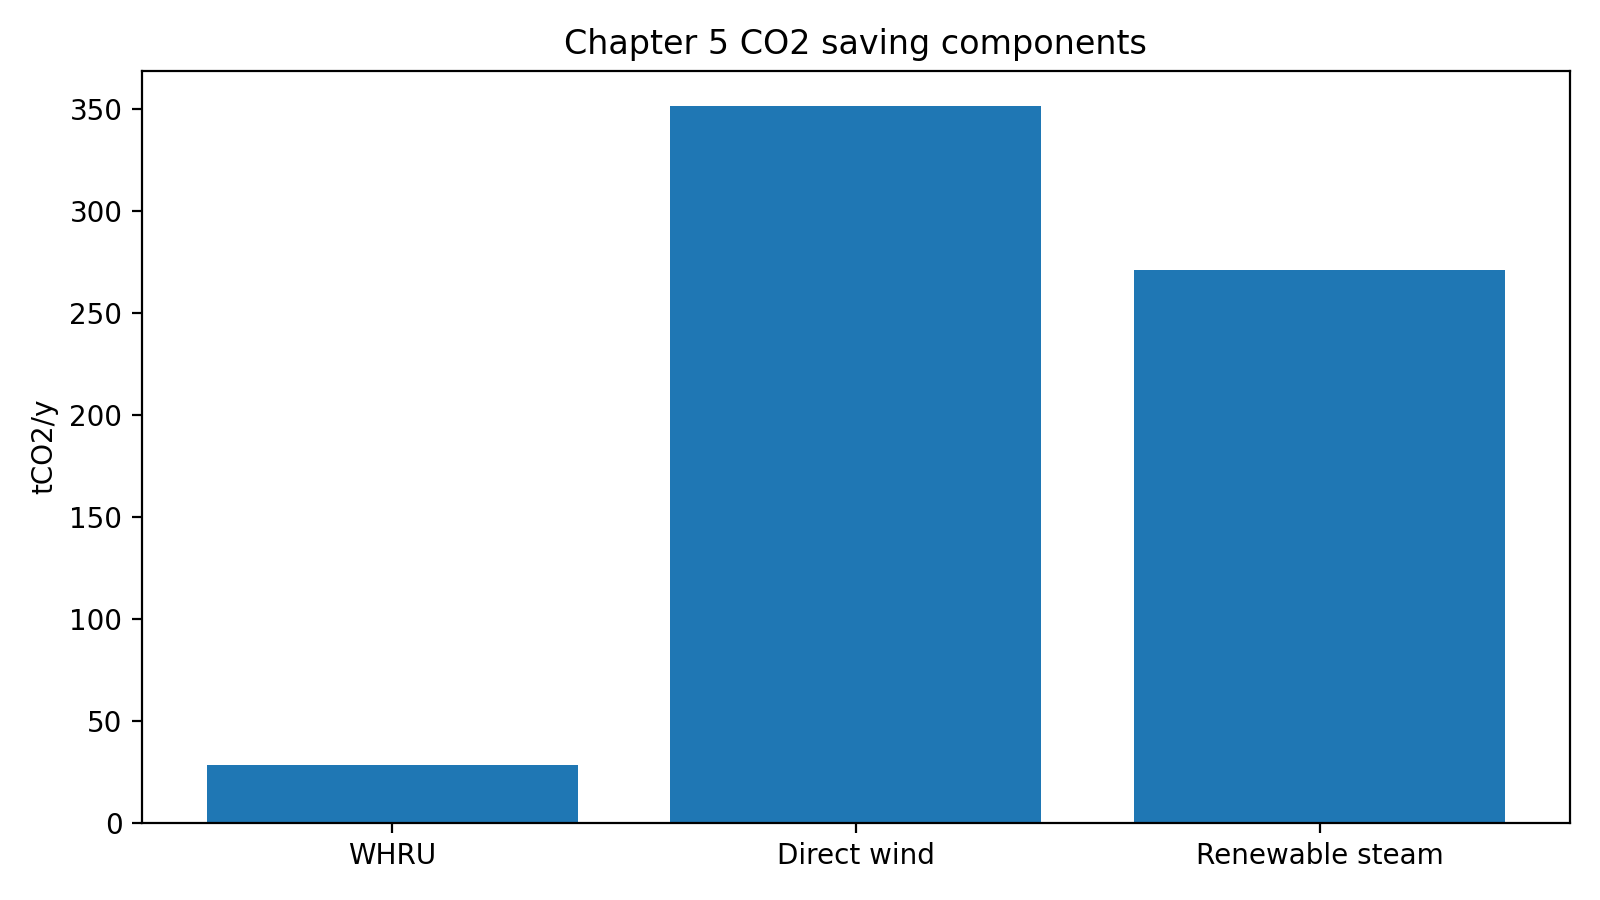 Chapter 5 CO2 saving components
tCO2/y
350
300
250
200
150
100
50
0
WHRU
Direct wind
Renewable steam